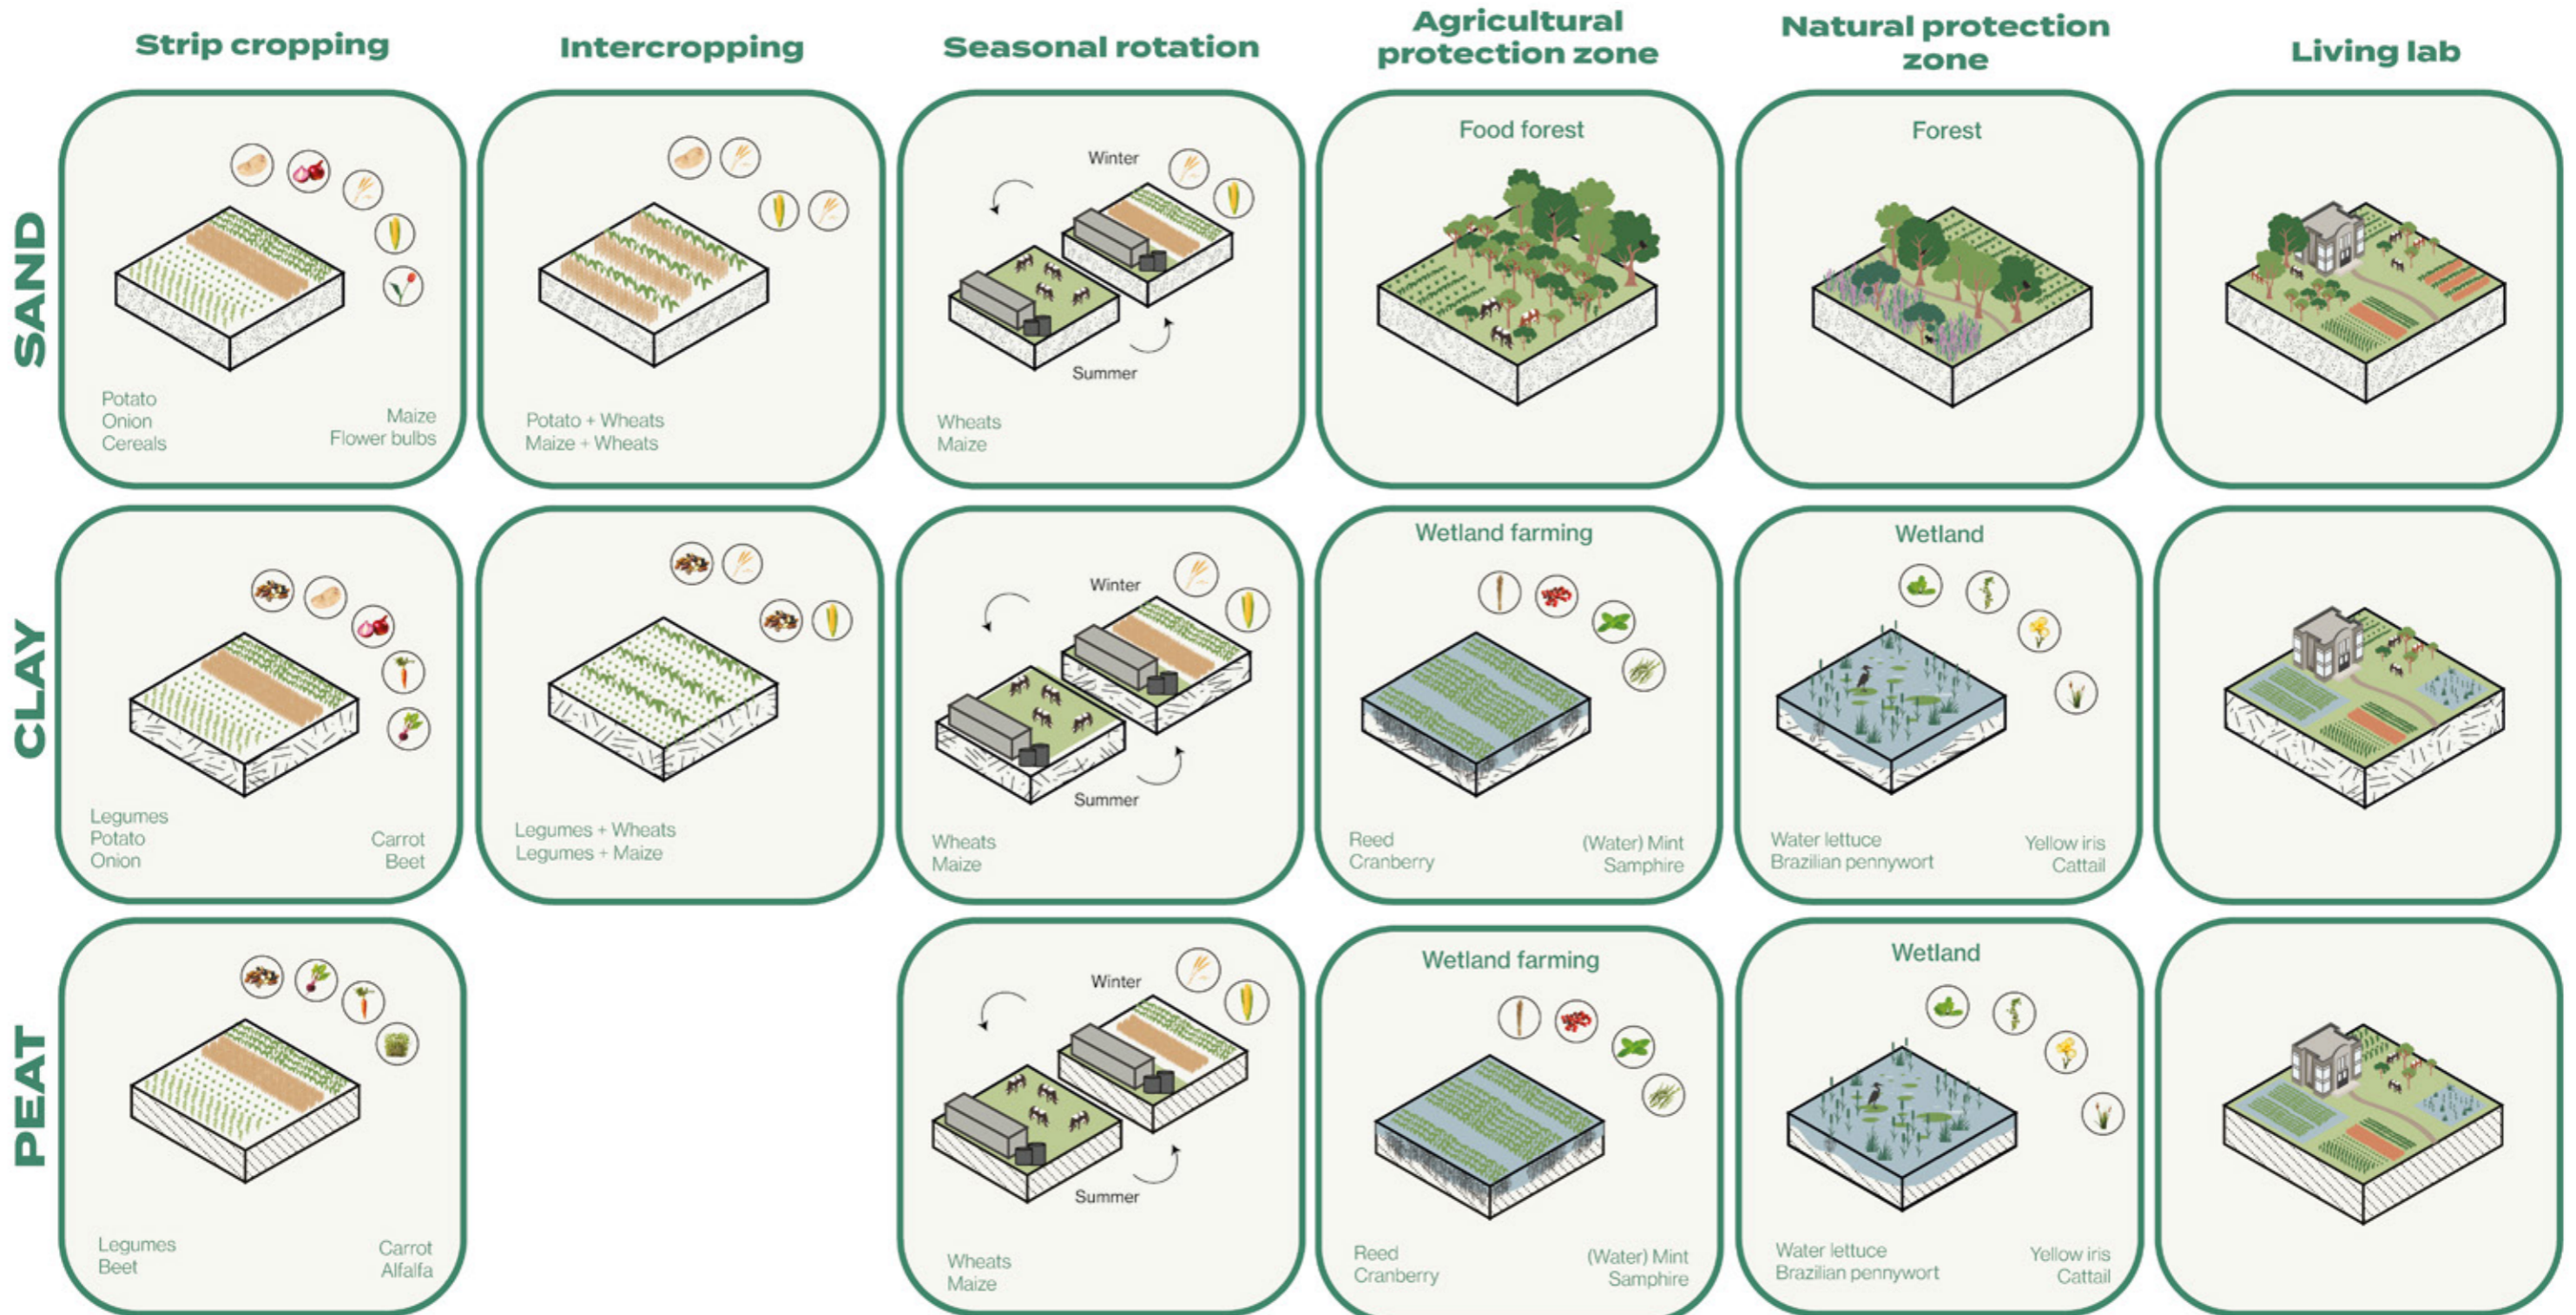 Strip cropping
Intercropping
Seasonal rotation
Agricultural
protection zone
Natural protection
zone
Living lab
SAND
Potato
Onion
Cereals
Maize
Flower bulbs
Potato + Wheats
Maize + Wheats
Winter
Summer
Wheats
Maize
Food forest
Forest
CLAY
Legumes
Potato
Onion
Carrot
Beet
Legumes + Wheats
Legumes + Maize
Winter
Summer
Wheats
Maize
Wetland farming
Reed
Cranberry
(Water) Mint
Samphire
Wetland
Water lettuce
Brazilian pennywort
Yellow iris
Cattail
PEAT
Legumes
Beet
Carrot
Alfalfa
Winter
Summer
Wheats
Maize
Wetland farming
Reed
Cranberry
(Water) Mint
Samphire
Wetland
Water lettuce
Brazilian pennywort
Yellow iris
Cattail